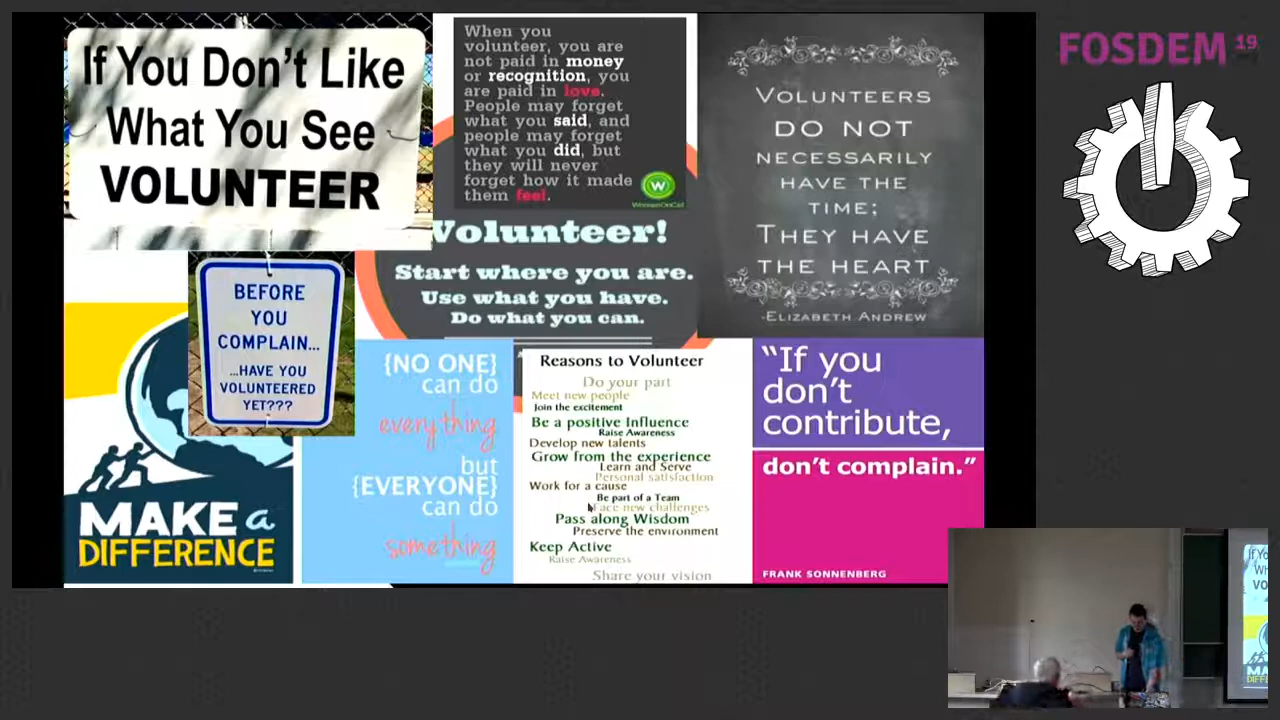 If You Don't Like
What You See
VOLUNTEER
When you
volunteer, you are
not paid in money
or recognition, you
are paid in love.
People may forget
what you said, and
people may forget
what you did, but
they will never
forget how it made
them feel.
W
WomenOnCall
VOLUNTEERS
DO NOT
NECESSARILY
HAVE THE
TIME;
THEY HAVE
THE HEART
-ELIZABETH ANDREW
FOSDEM 19
Volunteer!
Start where you are.
Use what you have.
Do what you can.
BEFORE
YOU
COMPLAIN...
...HAVE YOU
VOLUNTEERED
YET???
MAKE a
DIFFERENCE
{NO ONE}
can do
everything
but
{EVERYONE}
can do
something
Reasons to Volunteer
Do your part
Meet new people
Join the excitement
Be a positive Influence
Raise Awareness
Develop new talents
Grow from the experience
Learn and Serve
Personal satisfaction
Work for a cause
Be part of a Team
Face new challenges
Pass along Wisdom
Preserve the environment
Keep Active
Raise Awareness
Share your vision
"If you
don't
contribute,
don't complain."
FRANK SONNENBERG